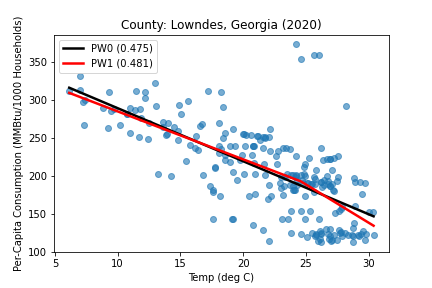 County: Lowndes, Georgia (2020)
PW0 (0.475)
PW1 (0.481)
Per-Capita Consumption (MMBtu/1000 Households)
350
300
250
200
150
100
5 10 15 20 25 30
Temp (deg C)